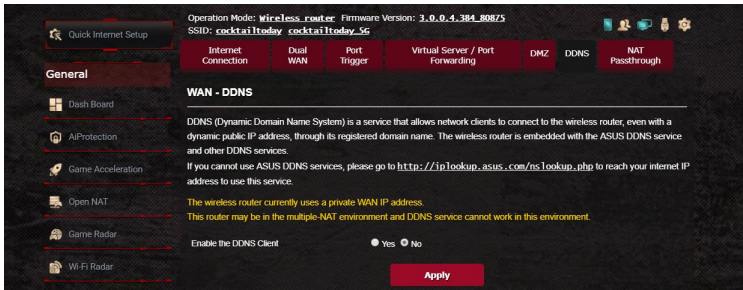 Quick Internet Setup
General
Dash Board
AiProtection
Game Acceleration
Open NAT
Game Radar
Wi-Fi Radar
Operation Mode: Wireless router Firmware Version: 3.0.0.4.384_80875
SSID: cocktailtoday cocktailtoday_5G
Internet Connection
Dual WAN
Port Trigger
Virtual Server / Port Forwarding
DMZ
DDNS
NAT Passthrough
WAN - DDNS
DDNS (Dynamic Domain Name System) is a service that allows network clients to connect to the wireless router, even with a
dynamic public IP address, through its registered domain name. The wireless router is embedded with the ASUS DDNS service
and other DDNS services.
If you cannot use ASUS DDNS services, please go to http://iplookup.asus.com/nslookup.php to reach your internet IP
address to use this service.
The wireless router currently uses a private WAN IP address.
This router may be in the multiple-NAT environment and DDNS service cannot work in this environment.
Enable the DDNS Client Yes No
Apply